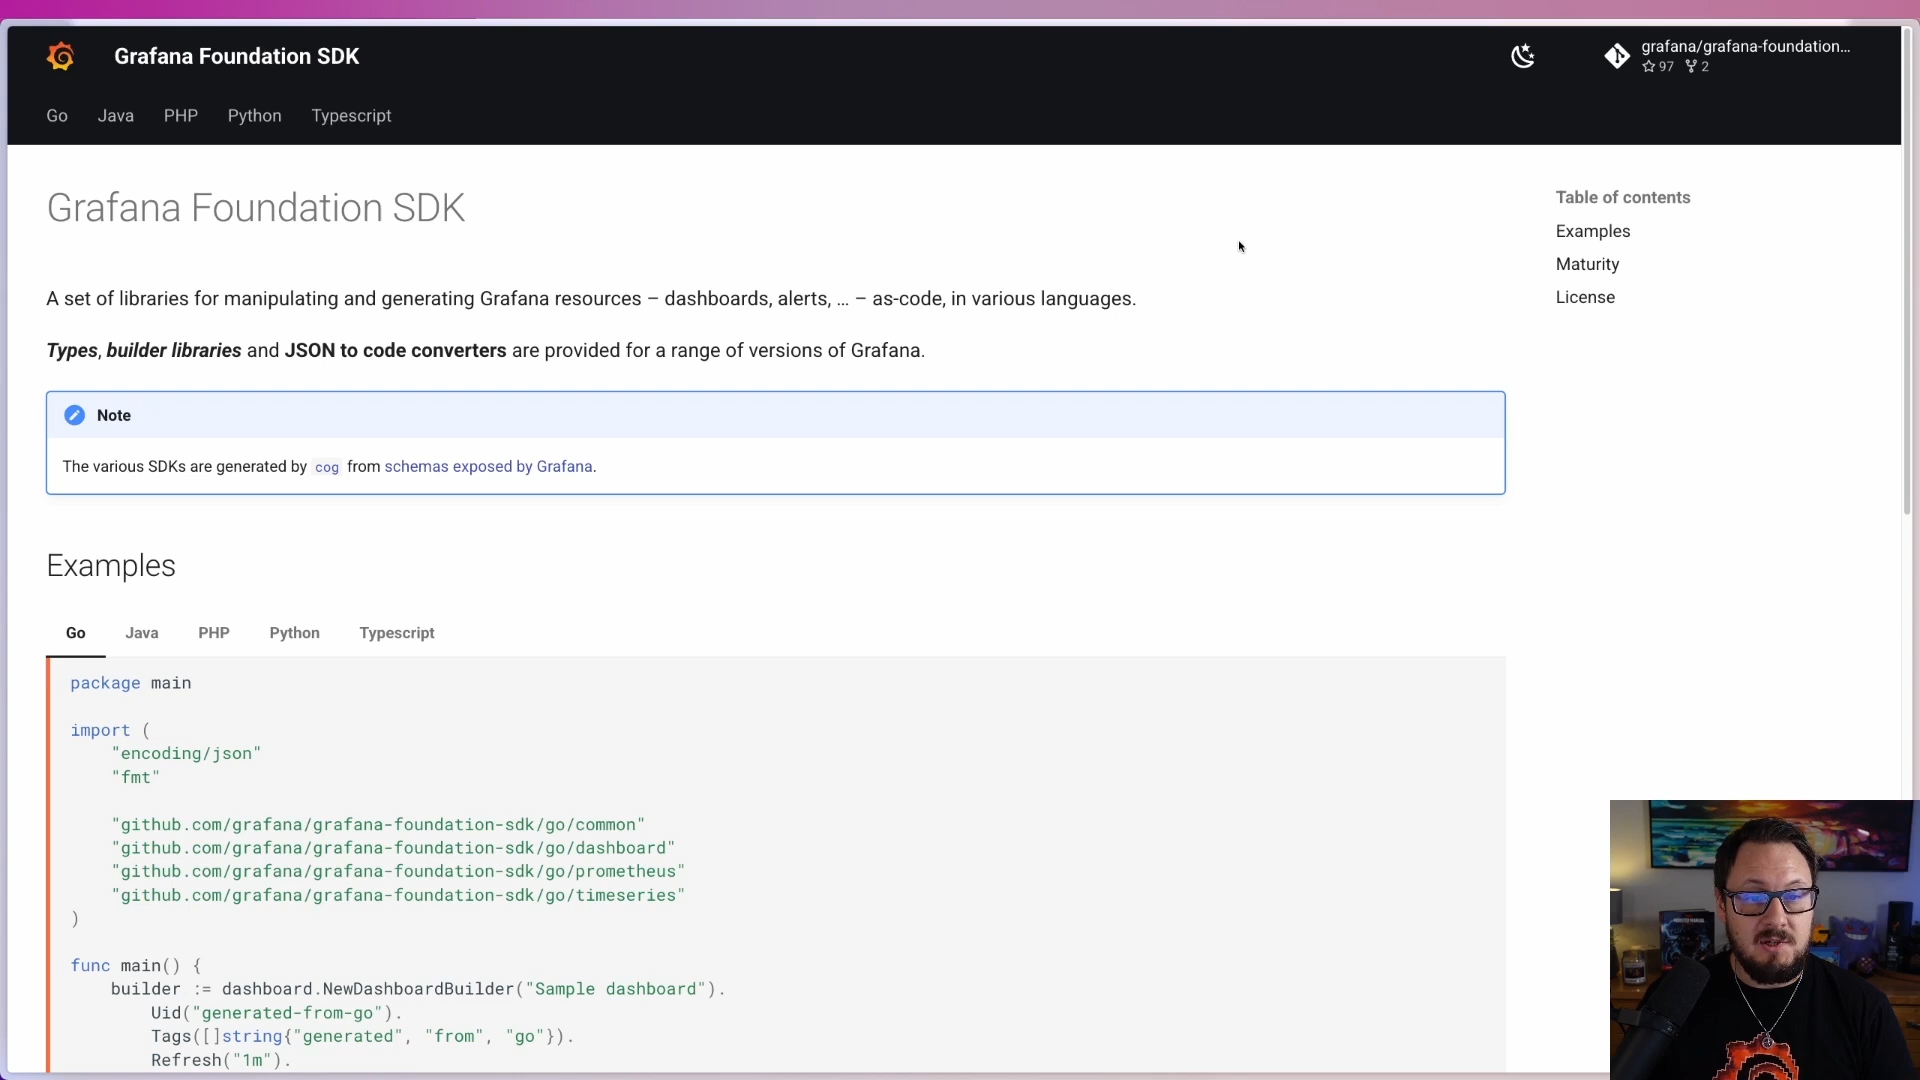 Grafana Foundation SDK
grafana/grafana-foundation...
97 2
Go Java PHP Python Typescript
Grafana Foundation SDK
Table of contents
Examples
Maturity
License
A set of libraries for manipulating and generating Grafana resources – dashboards, alerts, ... – as-code, in various languages.
Types, builder libraries and JSON to code converters are provided for a range of versions of Grafana.
Note
The various SDKs are generated by cog from schemas exposed by Grafana.
Examples
Go Java PHP Python Typescript
package main
import (
"encoding/json"
"fmt"
"github.com/grafana/grafana-foundation-sdk/go/common"
"github.com/grafana/grafana-foundation-sdk/go/dashboard"
"github.com/grafana/grafana-foundation-sdk/go/prometheus"
"github.com/grafana/grafana-foundation-sdk/go/timeseries"
)
func main() {
builder := dashboard.NewDashboardBuilder("Sample dashboard").
Uid("generated-from-go").
Tags([]string{"generated", "from", "go"}).
Refresh("1m").